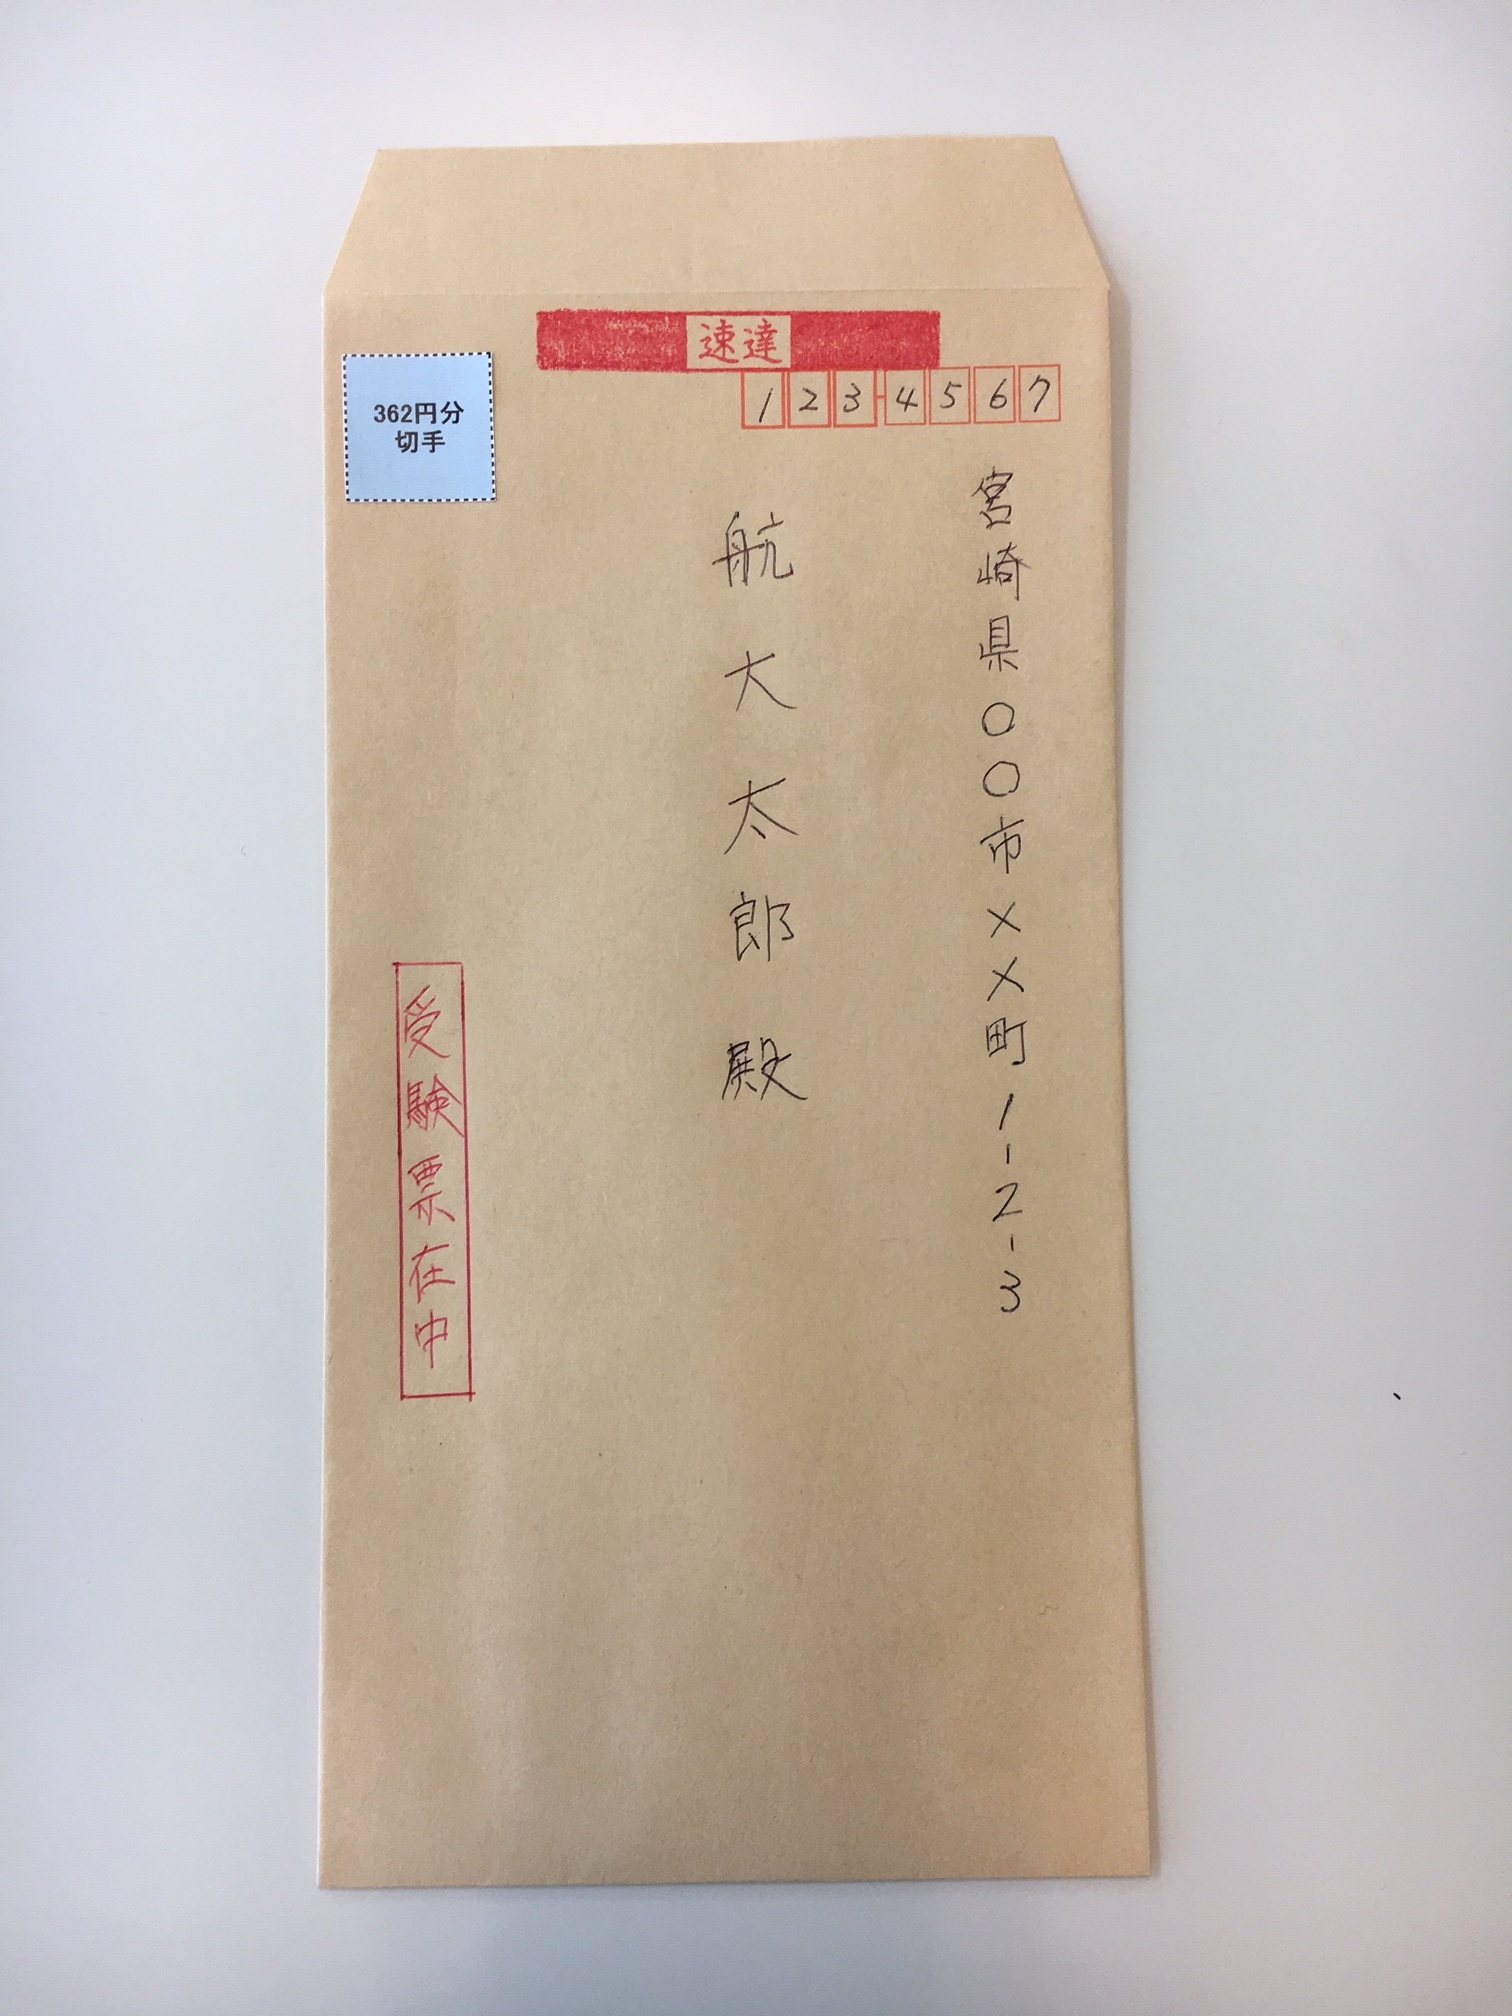 速達
362円分
切手
123-4567
宮崎県〇〇市××町1-2-3
航大太郎殿
受験票在中